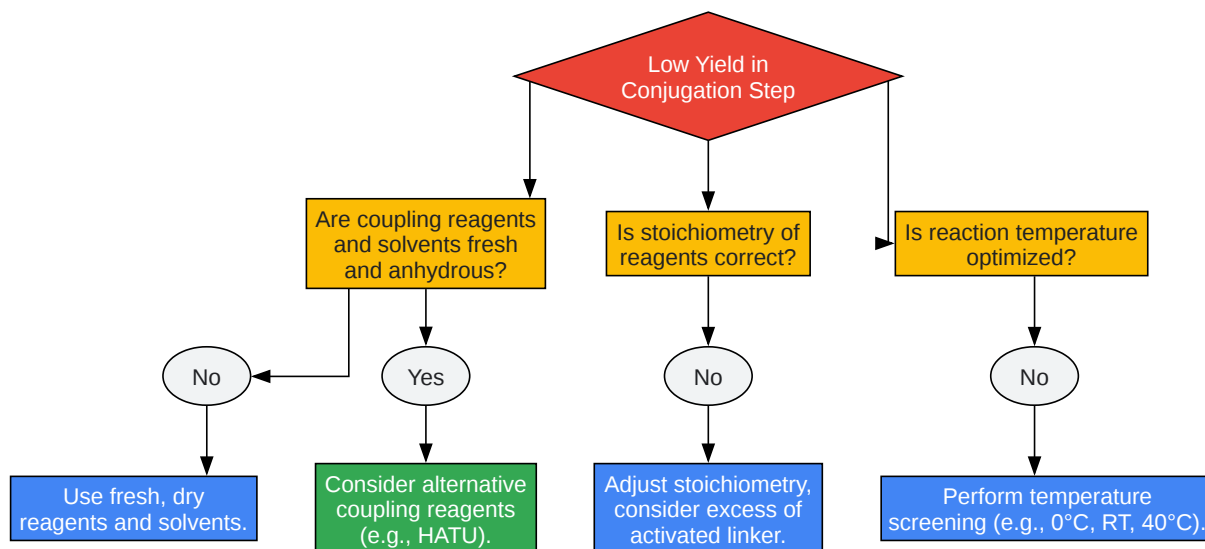 Low Yield in
Conjugation Step
Are coupling reagents
and solvents fresh
and anhydrous?
Is stoichiometry of
reagents correct?
Is reaction temperature
optimized?
No
Yes
No
No
Use fresh, dry
reagents and solvents.
Consider alternative
coupling reagents
(e.g., HATU).
Adjust stoichiometry,
consider excess of
activated linker.
Perform temperature
screening (e.g., 0°C, RT, 40°C).